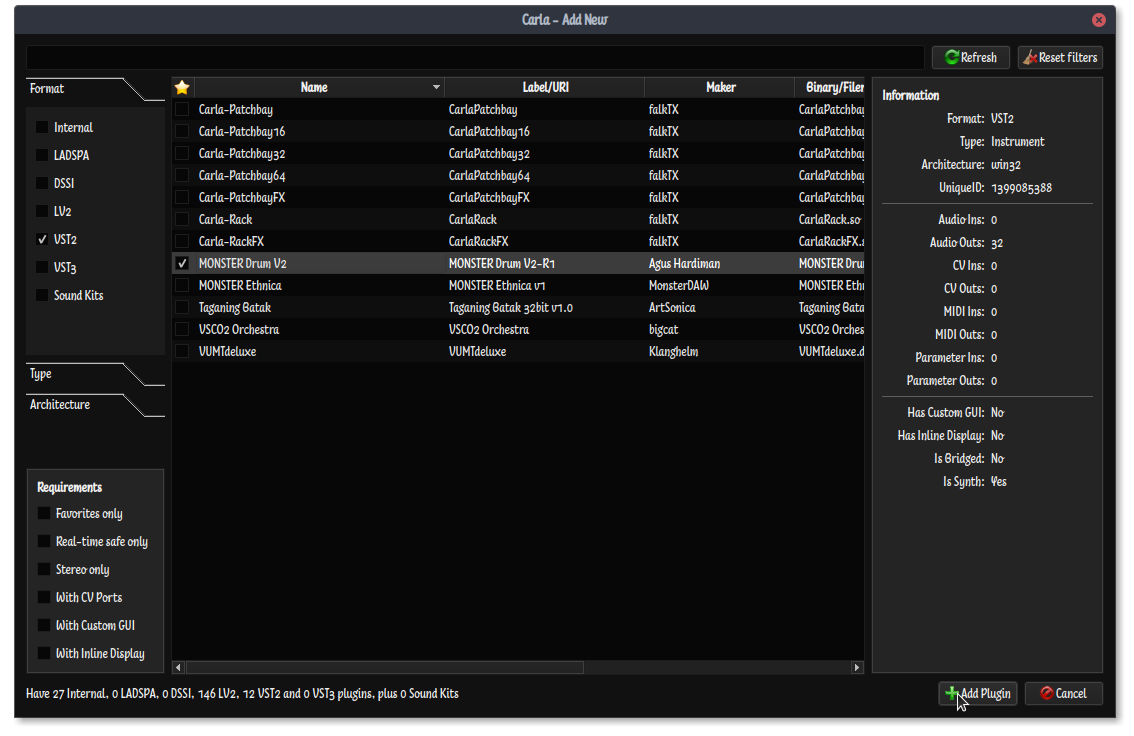 Carla - Add New
Refresh
Reset filters
Format
Internal
LADSPA
DSSI
LV2
VST2
VST3
Sound Kits
Type
Architecture
Requirements
Favorites only
Real-time safe only
Stereo only
With CV Ports
With Custom GUI
With Inline Display
Name Label/URI Maker Binary/Filen
Carla-Patchbay CarlaPatchbay falkTX CarlaPatchbay
Carla-Patchbay16 CarlaPatchbay16 falkTX CarlaPatchbay
Carla-Patchbay32 CarlaPatchbay32 falkTX CarlaPatchbay
Carla-Patchbay64 CarlaPatchbay64 falkTX CarlaPatchbay
Carla-PatchbayFX CarlaPatchbayFX falkTX CarlaPatchbay
Carla-Rack CarlaRack falkTX CarlaRack.so
Carla-RackFX CarlaRackFX falkTX CarlaRackFX.s
MONSTER Drum V2 MONSTER Drum V2-R1 Agus Hardiman MONSTER Dru
MONSTER Ethnica MONSTER Ethnica v1 MonsterDAW MONSTER Eth
Taganing Batak Taganing Batak 32bit v1.0 ArtSonica Taganing Bata
VSCO2 Orchestra VSCO2 Orchestra bigcat VSCO2 Orches
VUMTdeluxe VUMTdeluxe Klanghelm VUMTdeluxe.d
Information
Format: VST2
Type: Instrument
Architecture: win32
UniqueID: 1399085388
Audio Ins: 0
Audio Outs: 32
CV Ins: 0
CV Outs: 0
MIDI Ins: 0
MIDI Outs: 0
Parameter Ins: 0
Parameter Outs: 0
Has Custom GUI: No
Has Inline Display: No
Is Bridged: No
Is Synth: Yes
Have 27 Internal, 0 LADSPA, 0 DSSI, 146 LV2, 12 VST2 and 0 VST3 plugins, plus 0 Sound Kits
Add Plugin
Cancel